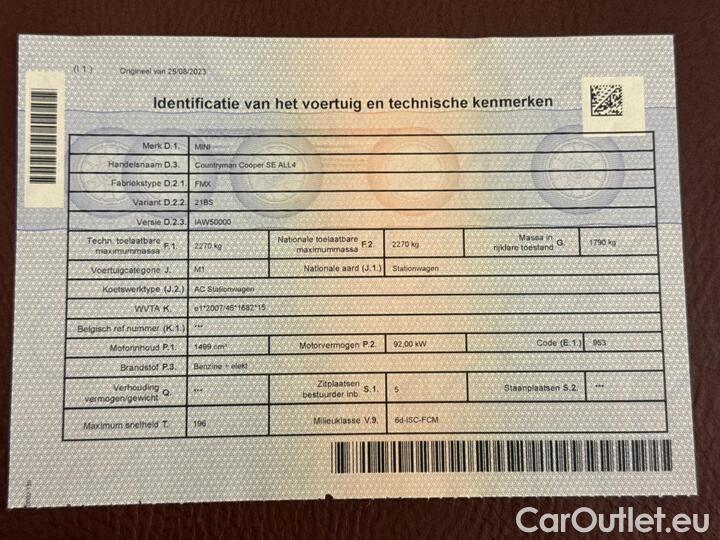 (I.1.) Origineel van 25/08/2023
Identificatie van het voertuig en technische kenmerken
Merk D.1. MINI
Handelsnaam D.3. Countryman Cooper SE ALL4
Fabriekstype D.2.1. FMX
Variant D.2.2. 21BS
Versie D.2.3. IAW50000
Techn. toelaatbare maximummassa F.1. 2270 kg Nationale toelaatbare maximummassa F.2. 2270 kg Massa in rijklare toestand G. 1790 kg
Voertuigcategorie J. M1 Nationale aard (J.1.) Stationwagen
Koetswerktype (J.2.) AC Stationwagen
WVTA K. e1*2007/46*1682*15
Belgisch ref.nummer (K.1.) ***
Motorinhoud P.1. 1499 cm³ Motorvermogen P.2. 92,00 kW Code (E.1.) 953
Brandstof P.3. Benzine + elekt
Verhouding vermogen/gewicht Q. *** Zitplaatsen bestuurder inb. S.1. 5 Staanplaatsen S.2. ***
Maximum snelheid T. 196 Milieuklasse V.9. 6d-ISC-FCM
CarOutlet.eu